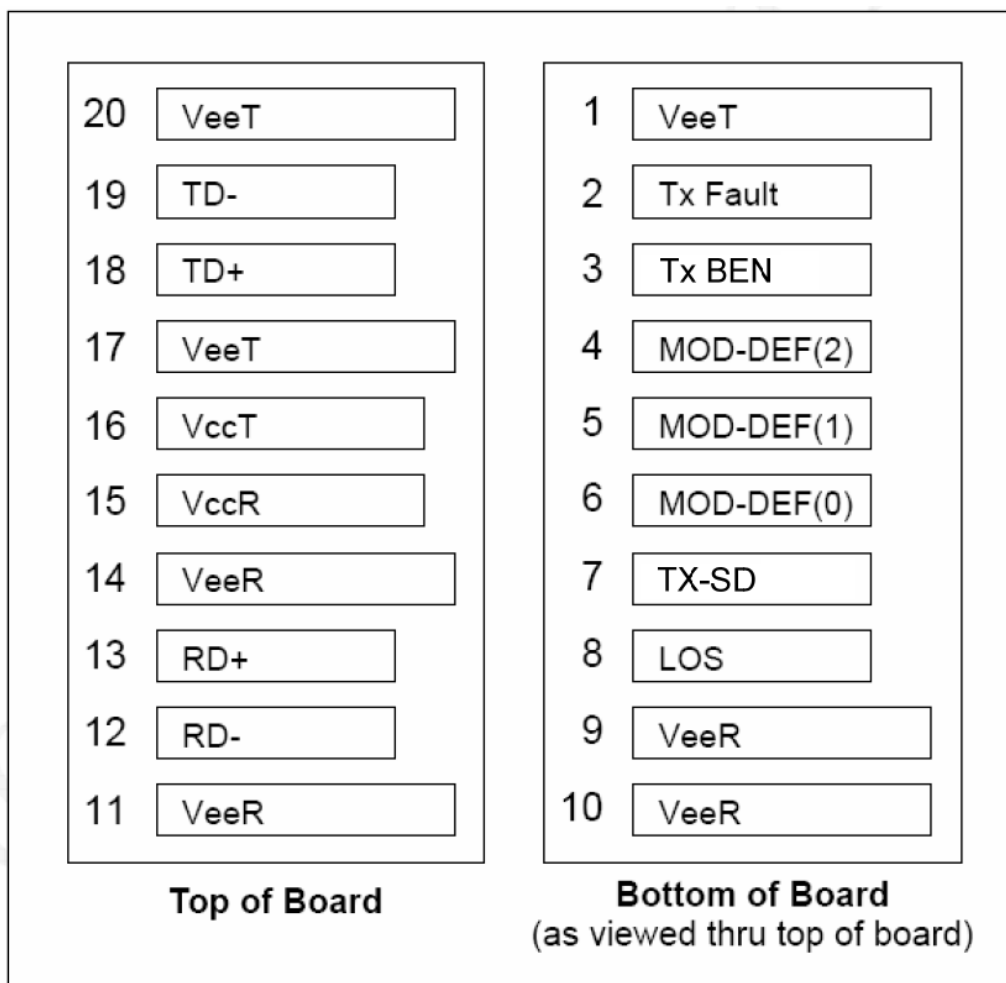 20 VeeT
19 TD-
18 TD+
17 VeeT
16 VccT
15 VccR
14 VeeR
13 RD+
12 RD-
11 VeeR
Top of Board
1 VeeT
2 Tx Fault
3 Tx BEN
4 MOD-DEF(2)
5 MOD-DEF(1)
6 MOD-DEF(0)
7 TX-SD
8 LOS
9 VeeR
10 VeeR
Bottom of Board
(as viewed thru top of board)